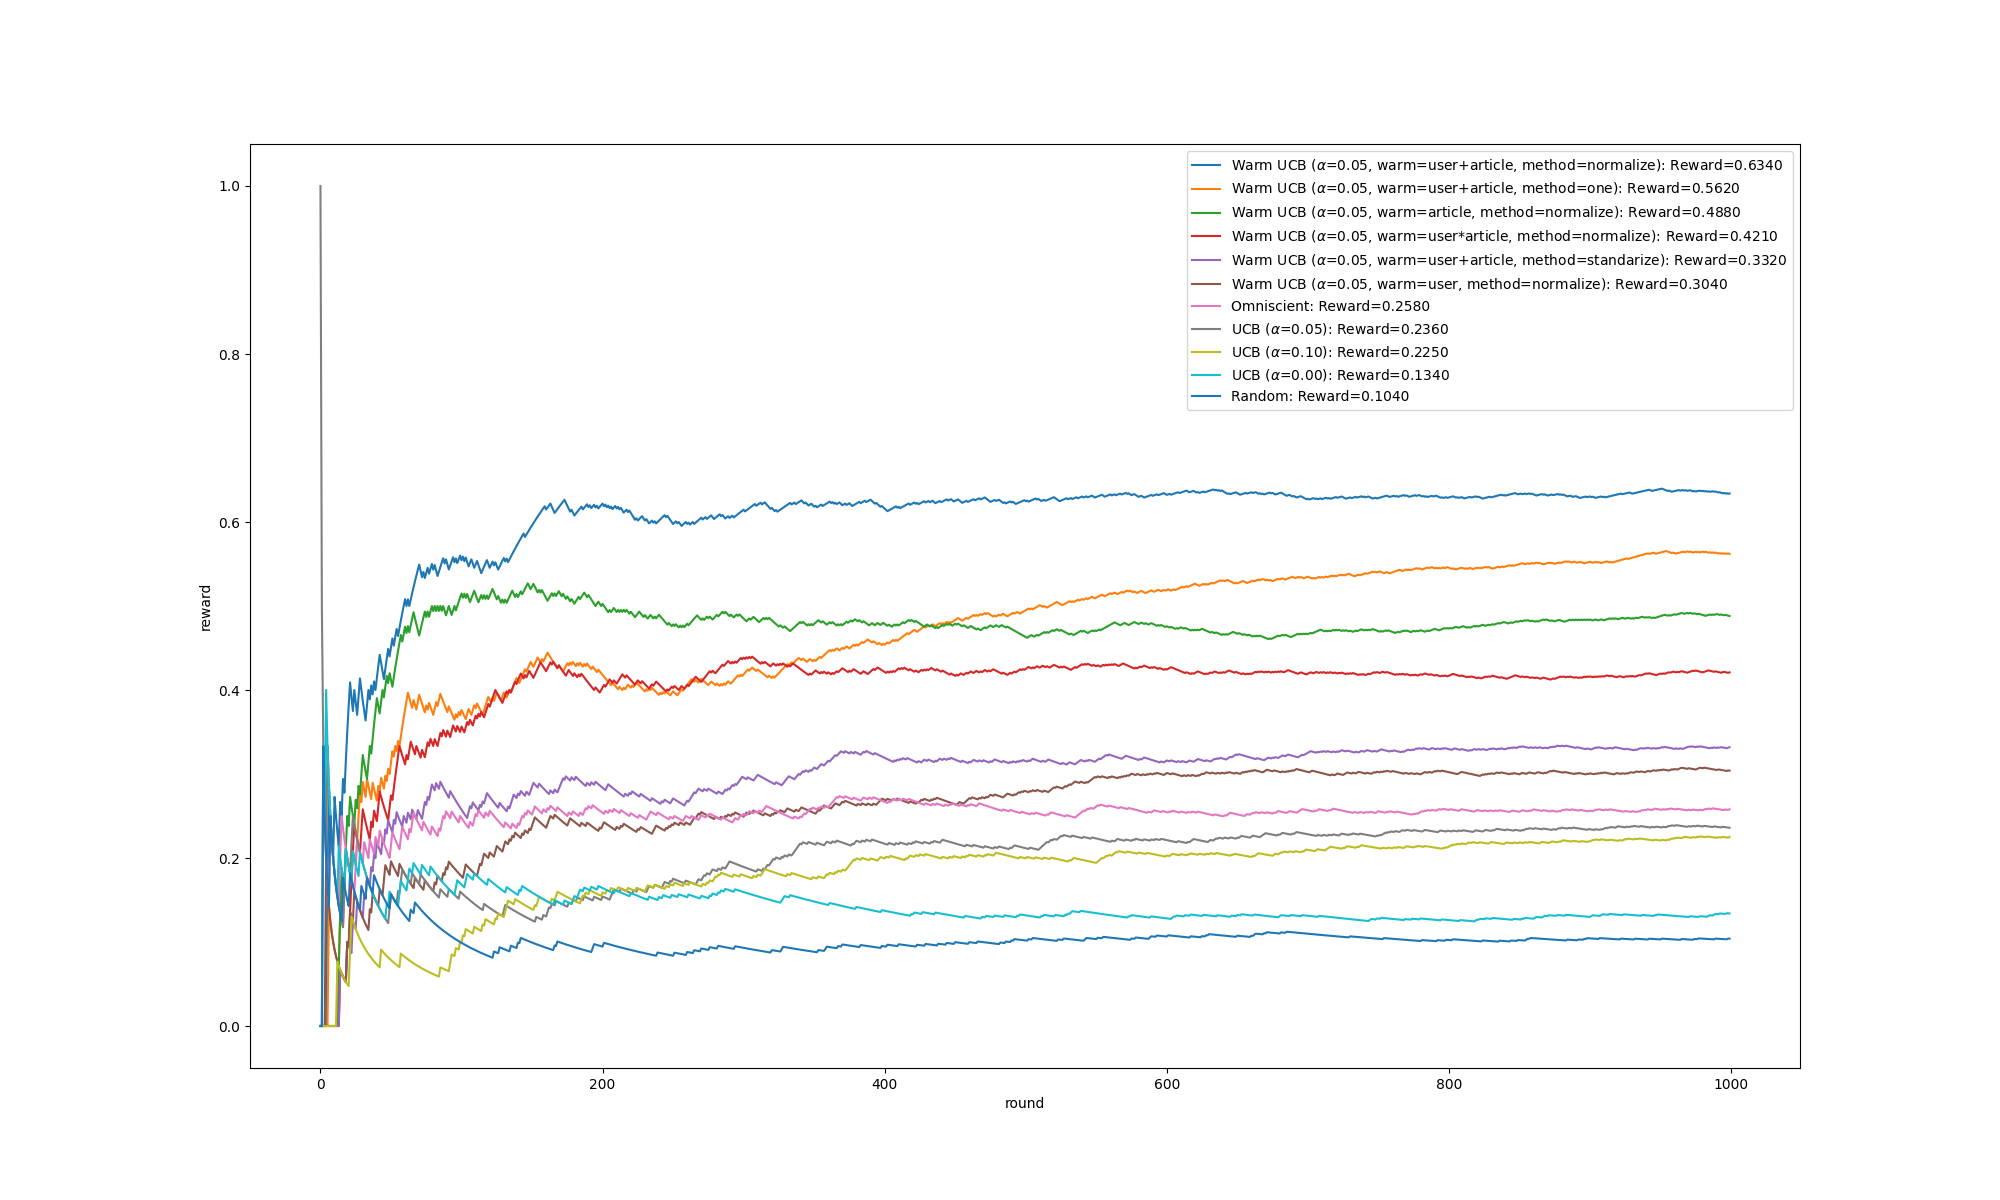 Warm UCB (α=0.05, warm=user+article, method=normalize): Reward=0.6340
Warm UCB (α=0.05, warm=user+article, method=one): Reward=0.5620
Warm UCB (α=0.05, warm=article, method=normalize): Reward=0.4880
Warm UCB (α=0.05, warm=user*article, method=normalize): Reward=0.4210
Warm UCB (α=0.05, warm=user+article, method=standarize): Reward=0.3320
Warm UCB (α=0.05, warm=user, method=normalize): Reward=0.3040
Omniscient: Reward=0.2580
UCB (α=0.05): Reward=0.2360
UCB (α=0.10): Reward=0.2250
UCB (α=0.00): Reward=0.1340
Random: Reward=0.1040
1.0
0.8
0.6
0.4
0.2
0.0
reward
0 200 400 600 800 1000
round